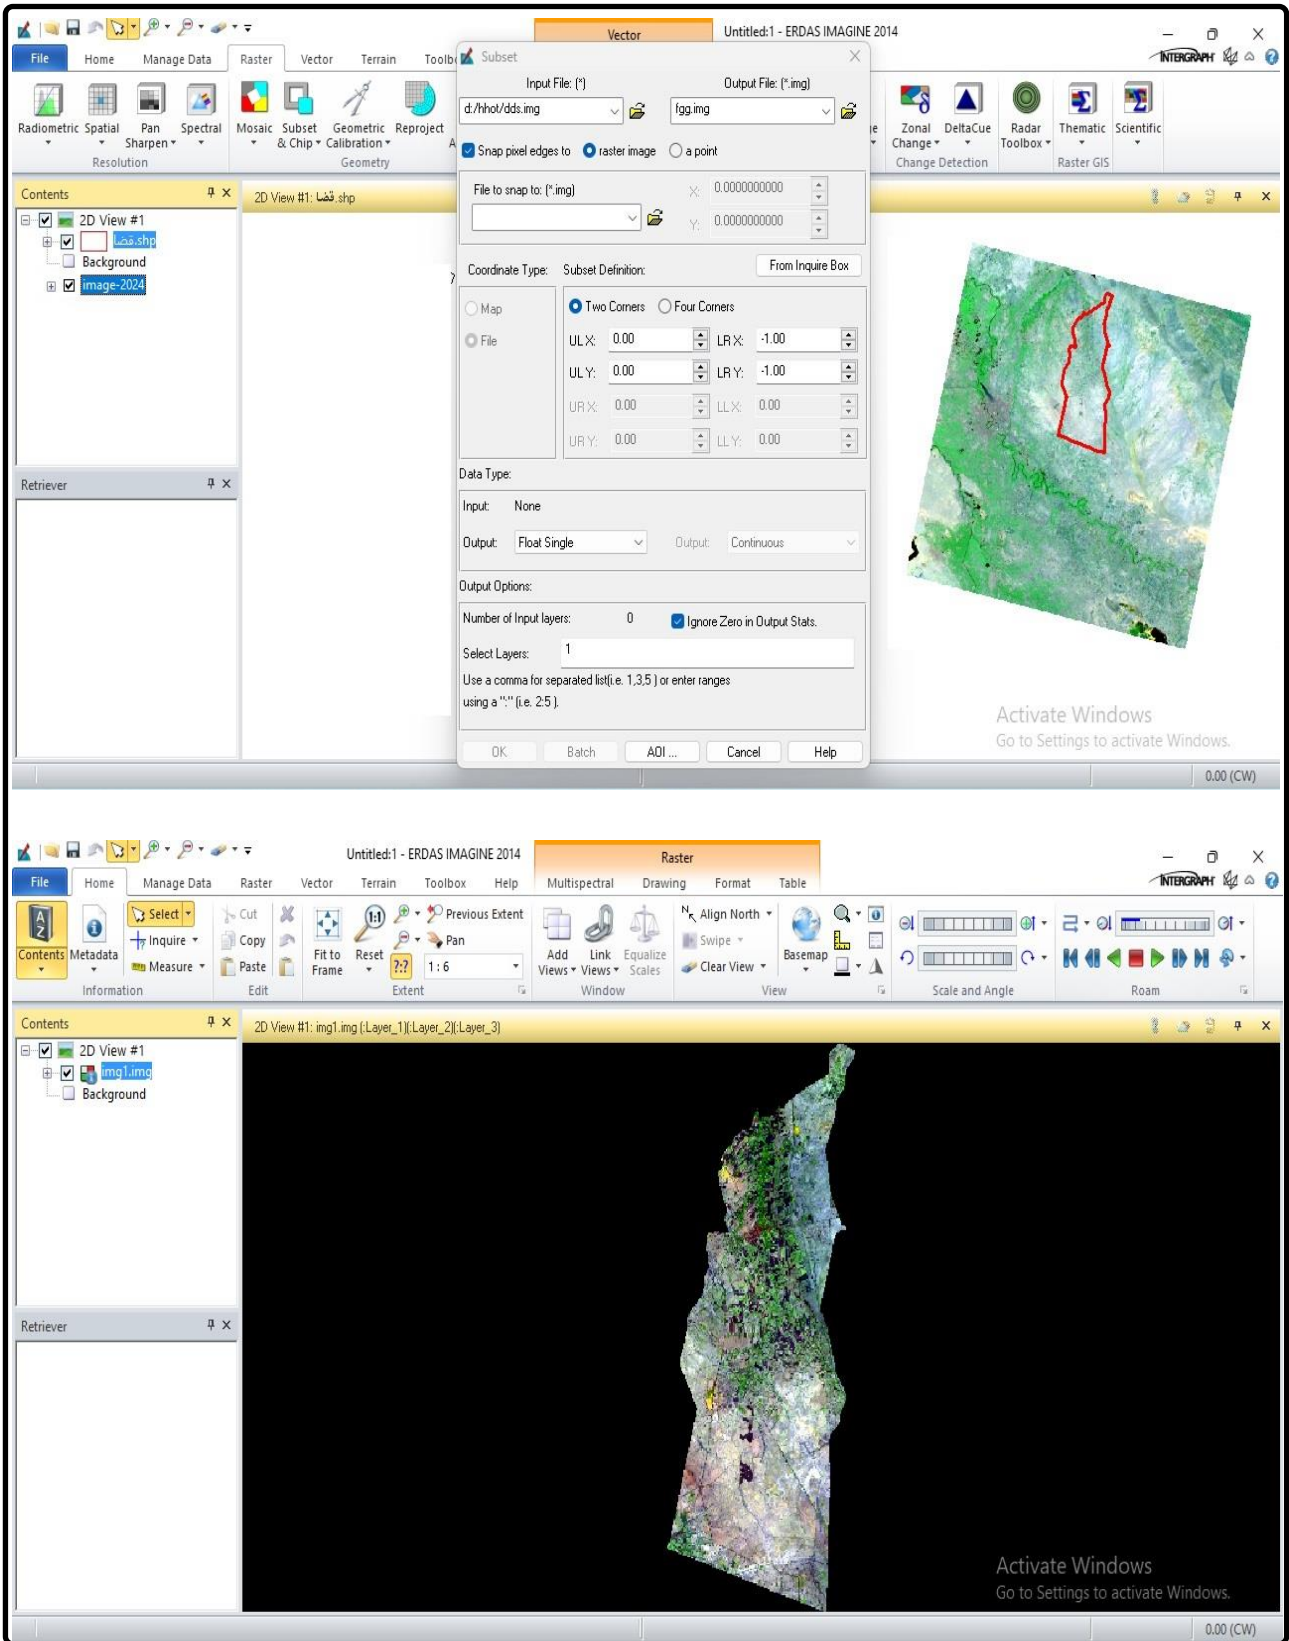 Untitled:1 - ERDAS IMAGINE 2014
Vector
File Home Manage Data Raster Vector Terrain
INTERGRAPH
Radiometric Spatial Pan Sharpen Spectral Mosaic Subset & Chip Geometric Calibration Reproject
Zonal Change DeltaCue Radar Toolbox Thematic Scientific
Resolution Geometry Change Detection Raster GIS
Subset
Input File: (*) Output File: (*.img)
d:/hhot/dds.img fgg.img
Snap pixel edges to raster image a point
File to snap to: (*.img) X: 0.0000000000
Y: 0.0000000000
From Inquire Box
Coordinate Type: Subset Definition:
Map Two Corners Four Corners
File UL X: 0.00 LR X: -1.00
UL Y: 0.00 LR Y: -1.00
UR X: 0.00 LL X: 0.00
UR Y: 0.00 LL Y: 0.00
Data Type:
Input: None
Output: Float Single Output: Continuous
Output Options:
Number of Input layers: 0 Ignore Zero in Output Stats.
Select Layers: 1
Use a comma for separated list(i.e. 1,3,5 ) or enter ranges
using a ":" (i.e. 2:5 ).
OK Batch AOI ... Cancel Help
Contents
2D View #1: قضا.shp
2D View #1
قضا.shp
Background
image-2024
Retriever
Activate Windows
Go to Settings to activate Windows.
0.00 (CW)
Untitled:1 - ERDAS IMAGINE 2014
Raster
File Home Manage Data Raster Vector Terrain Toolbox Help Multispectral Drawing Format Table
INTERGRAPH
Contents Metadata
Select
Inquire
Measure
Cut
Copy
Paste
Fit to Frame
1:1
Reset
Previous Extent
Pan
?:?
1 : 6
Add Views Link Views Equalize Scales
Align North
Swipe
Clear View
Basemap
Information Edit Extent Window View Scale and Angle Roam
Contents
2D View #1: img1.img (:Layer_1)(:Layer_2)(:Layer_3)
2D View #1
img1.img
Background
Retriever
Activate Windows
Go to Settings to activate Windows.
0.00 (CW)